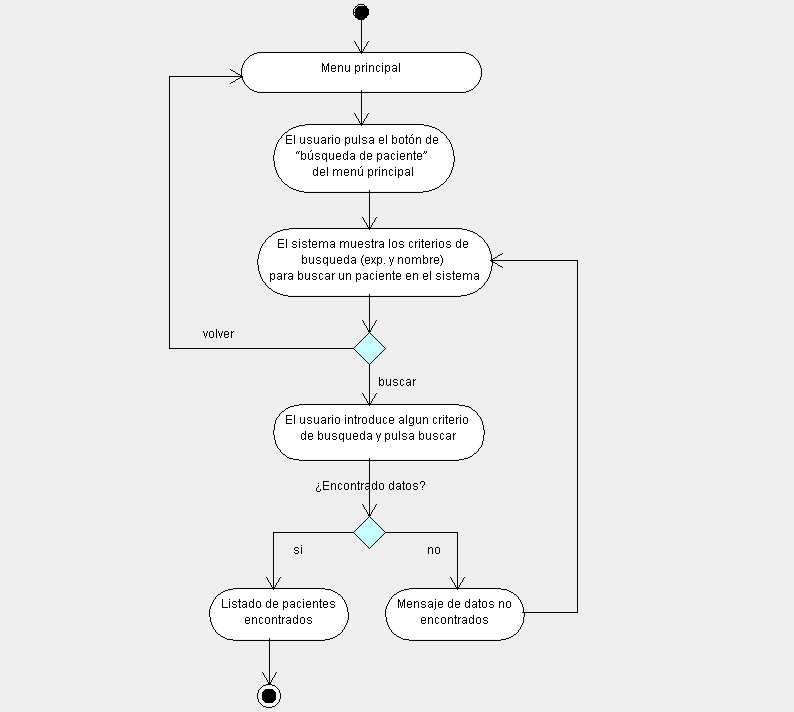 Menu principal
El usuario pulsa el botón de
“búsqueda de paciente”
del menú principal
El sistema muestra los criterios de
busqueda (exp. y nombre)
para buscar un paciente en el sistema
volver
buscar
El usuario introduce algun criterio
de busqueda y pulsa buscar
¿Encontrado datos?
si
no
Listado de pacientes
encontrados
Mensaje de datos no
encontrados